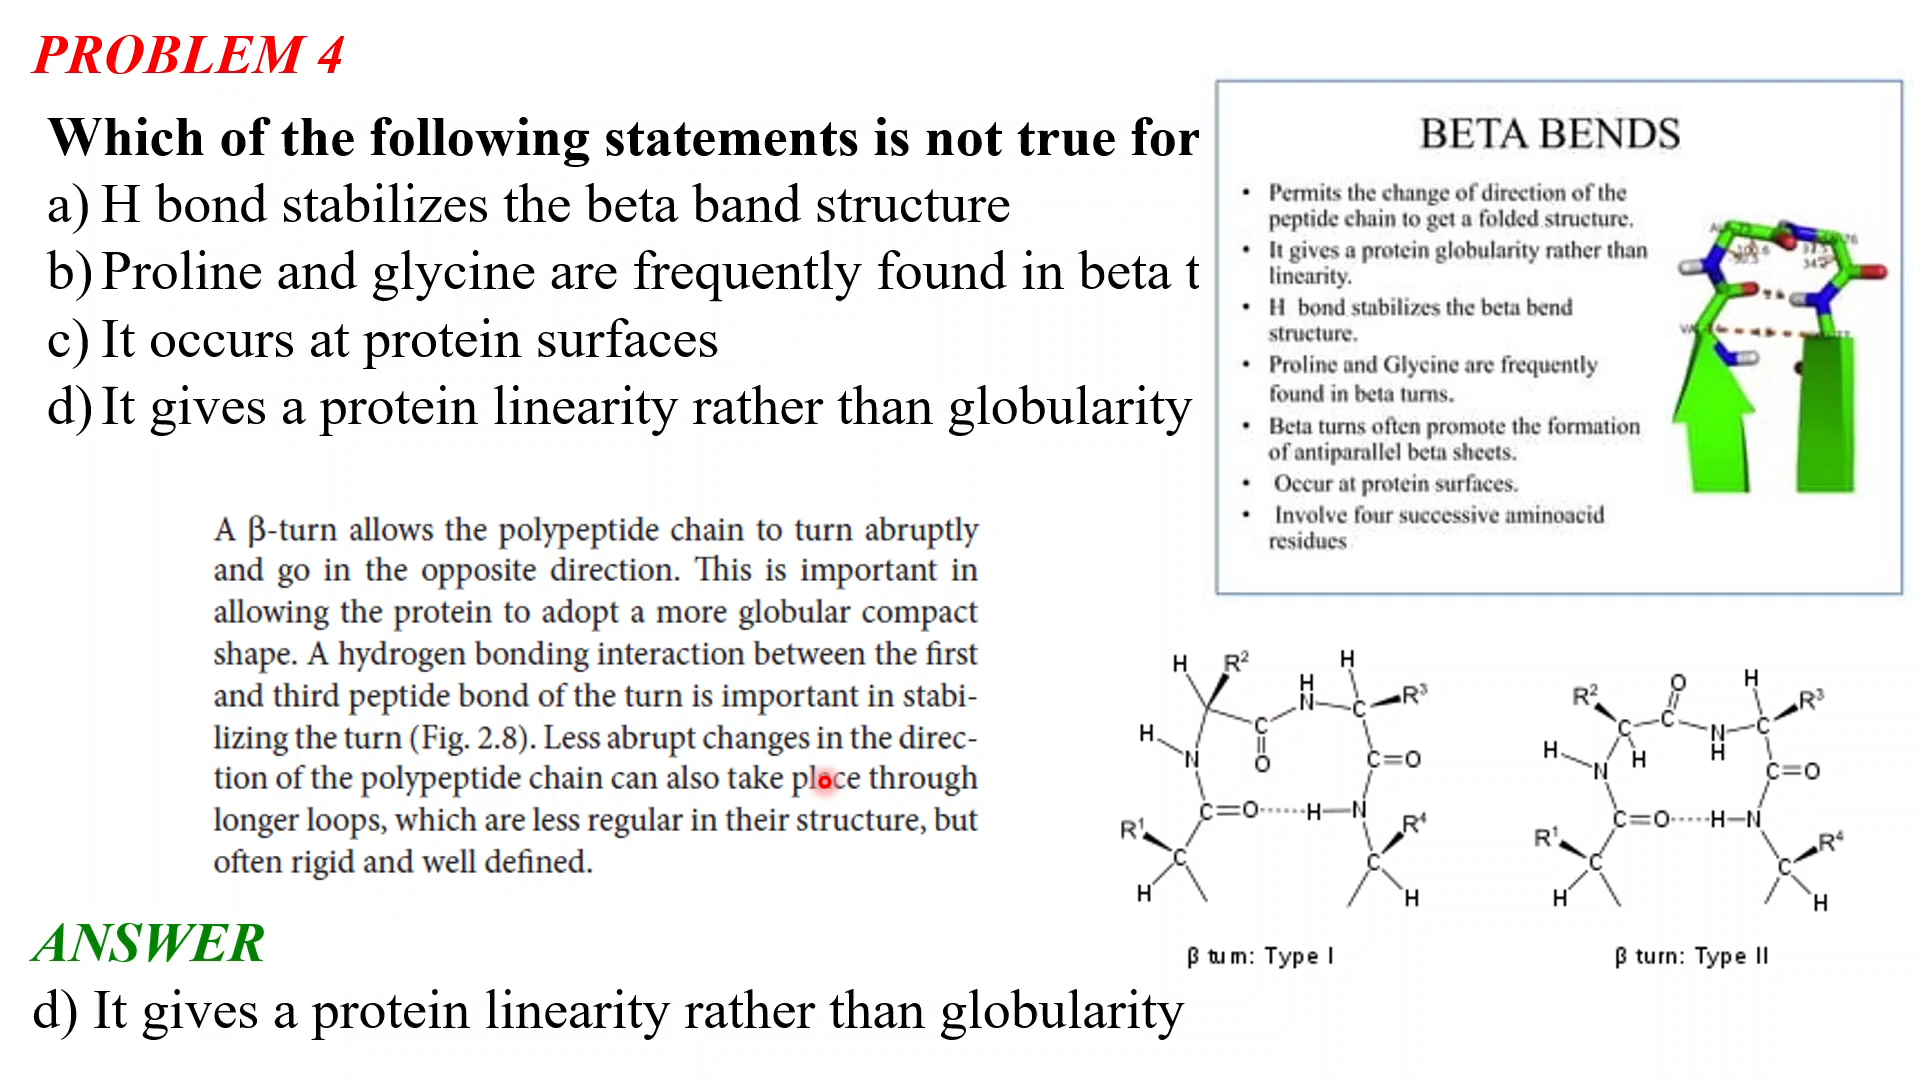 PROBLEM 4
Which of the following statements is not true for
a) H bond stabilizes the beta band structure
b) Proline and glycine are frequently found in beta t
c) It occurs at protein surfaces
d) It gives a protein linearity rather than globularity
BETA BENDS
• Permits the change of direction of the
peptide chain to get a folded structure.
• It gives a protein globularity rather than
linearity.
• H bond stabilizes the beta bend
structure.
• Proline and Glycine are frequently
found in beta turns.
• Beta turns often promote the formation
of antiparallel beta sheets.
• Occur at protein surfaces.
• Involve four successive aminoacid
residues
A β-turn allows the polypeptide chain to turn abruptly
and go in the opposite direction. This is important in
allowing the protein to adopt a more globular compact
shape. A hydrogen bonding interaction between the first
and third peptide bond of the turn is important in stabi-
lizing the turn (Fig. 2.8). Less abrupt changes in the direc-
tion of the polypeptide chain can also take place through
longer loops, which are less regular in their structure, but
often rigid and well defined.
H R² H
H N C R³
H C
N O C=O
C=O H—N
R¹ R⁴
C C
H H
β turn: Type I
R² O H R³
C C N C
H N H H C=O
C=O H—N
R¹ R⁴
C C
H H
β turn: Type II
ANSWER
d) It gives a protein linearity rather than globularity